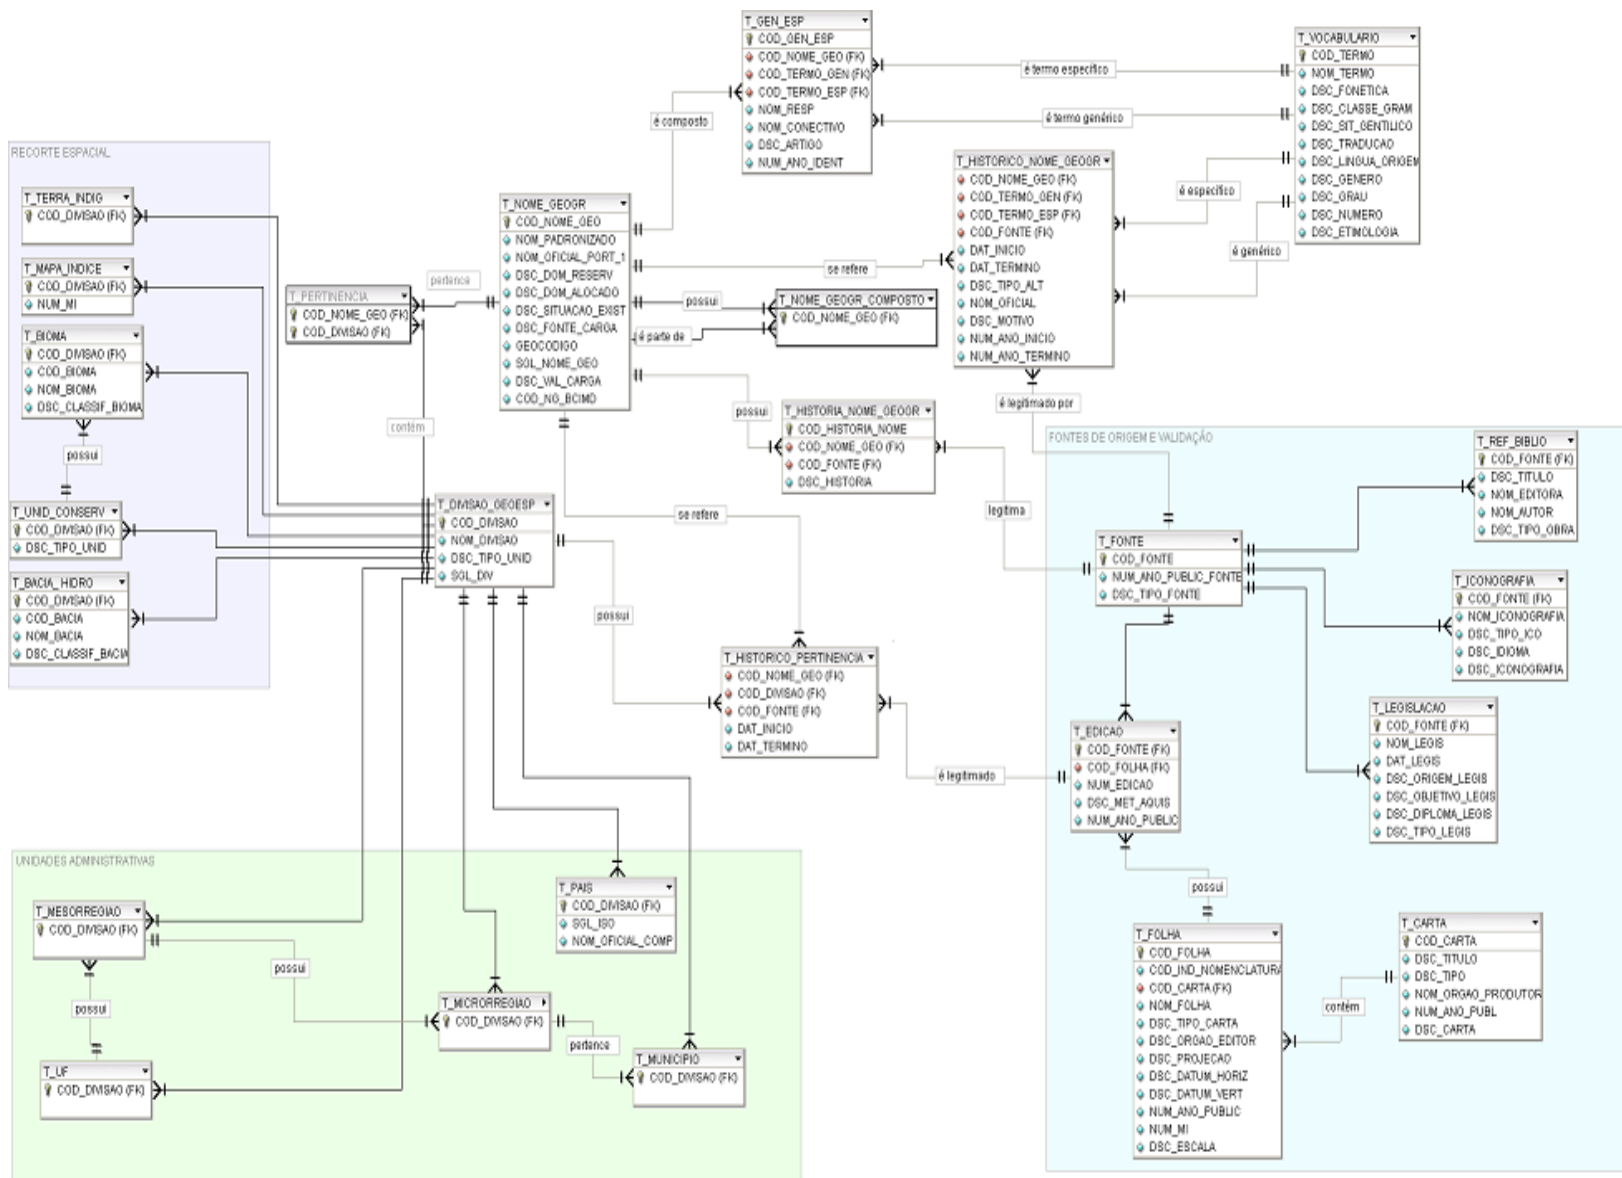 T_GEN_ESP
COD_GEN_ESP
COD_NOME_GEO (FK)
COD_TERMO_GEN (FK)
COD_TERMO_ESP (FK)
NOM_RESP
NOM_CONECTIVO
DSC_ARTIGO
NUM_ANO_IDENT
é termo específico
é termo genérico
é composto
T_VOCABULARIO
COD_TERMO
NOM_TERMO
DSC_FONETICA
DSC_CLASSE_GRAM
DSC_SIT_GENTILICO
DSC_TRADUCAO
DSC_LINGUA_ORIGEM
DSC_GENERO
DSC_GRAU
DSC_NUMERO
DSC_ETIMOLOGIA
é específico
é genérico
T_HISTORICO_NOME_GEOGR
COD_NOME_GEO (FK)
COD_TERMO_GEN (FK)
COD_TERMO_ESP (FK)
COD_FONTE (FK)
DAT_INICIO
DAT_TERMINO
DSC_TIPO_ALT
NOM_OFICIAL
DSC_MOTIVO
NUM_ANO_INICIO
NUM_ANO_TERMINO
é legitimado por
RECORTE ESPACIAL
T_TERRA_INDIG
COD_DIVISAO (FK)
T_MAPA_INDICE
COD_DIVISAO (FK)
NUM_MI
T_BIOMA
COD_DIVISAO (FK)
COD_BIOMA
NOM_BIOMA
DSC_CLASSIF_BIOMA
possui
T_UNID_CONSERV
COD_DIVISAO (FK)
DSC_TIPO_UNID
T_BACIA_HIDRO
COD_DIVISAO (FK)
COD_BACIA
NOM_BACIA
DSC_CLASSIF_BACIA
T_PERTINENCIA
COD_NOME_GEO (FK)
COD_DIVISAO (FK)
pertence
contém
T_NOME_GEOGR
COD_NOME_GEO
NOM_PADRONIZADO
NOM_OFICIAL_PORT_1
DSC_DOM_RESERV
DSC_DOM_ALOCADO
DSC_SITUACAO_EXIST
DSC_FONTE_CARGA
GEOCODIGO
SGL_NOME_GEO
DSC_VAL_CARGA
COD_NG_BCIMD
se refere
possui
é parte de
T_NOME_GEOGR_COMPOSTO
COD_NOME_GEO (FK)
possui
T_HISTORIA_NOME_GEOGR
COD_HISTORIA_NOME
COD_NOME_GEO (FK)
COD_FONTE (FK)
DSC_HISTORIA
legitima
T_DIVISAO_GEOESP
COD_DIVISAO
NOM_DIVISAO
DSC_TIPO_UNID
SGL_DIV
se refere
possui
T_HISTORICO_PERTINENCIA
COD_NOME_GEO (FK)
COD_DIVISAO (FK)
COD_FONTE (FK)
DAT_INICIO
DAT_TERMINO
é legitimado
FONTES DE ORIGEM E VALIDAÇÃO
T_REF_BIBLIO
COD_FONTE (FK)
DSC_TITULO
NOM_EDITORA
NOM_AUTOR
DSC_TIPO_OBRA
T_FONTE
COD_FONTE
NUM_ANO_PUBLIC_FONTE
DSC_TIPO_FONTE
T_ICONOGRAFIA
COD_FONTE (FK)
NOM_ICONOGRAFIA
DSC_TIPO_ICO
DSC_IDIOMA
DSC_ICONOGRAFIA
T_LEGISLACAO
COD_FONTE (FK)
NOM_LEGIS
DAT_LEGIS
DSC_ORIGEM_LEGIS
DSC_OBJETIVO_LEGIS
DSC_DIPLOMA_LEGIS
DSC_TIPO_LEGIS
T_EDICAO
COD_FONTE (FK)
COD_FOLHA (FK)
NUM_EDICAO
DSC_MET_AQUIS
NUM_ANO_PUBLIC
possui
T_FOLHA
COD_FOLHA
COD_IND_NOMENCLATURA
COD_CARTA (FK)
NOM_FOLHA
DSC_TIPO_CARTA
DSC_ORGAO_EDITOR
DSC_PROJECAO
DSC_DATUM_HORIZ
DSC_DATUM_VERT
NUM_ANO_PUBLIC
NUM_MI
DSC_ESCALA
contém
T_CARTA
COD_CARTA
DSC_TITULO
DSC_TIPO
NOM_ORGAO_PRODUTOR
NUM_ANO_PUBL
DSC_CARTA
UNIDADES ADMINISTRATIVAS
T_MESORREGIAO
COD_DIVISAO (FK)
possui
T_UF
COD_DIVISAO (FK)
possui
T_PAIS
COD_DIVISAO (FK)
SGL_ISO
NOM_OFICIAL_COMP
T_MICRORREGIAO
COD_DIVISAO (FK)
pertence
T_MUNICIPIO
COD_DIVISAO (FK)